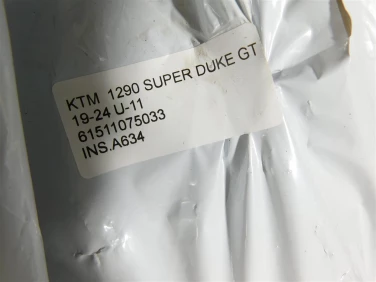 KTM 1290 SUPER DUKE GT
19-24 U-11
61511075033
INS.A634